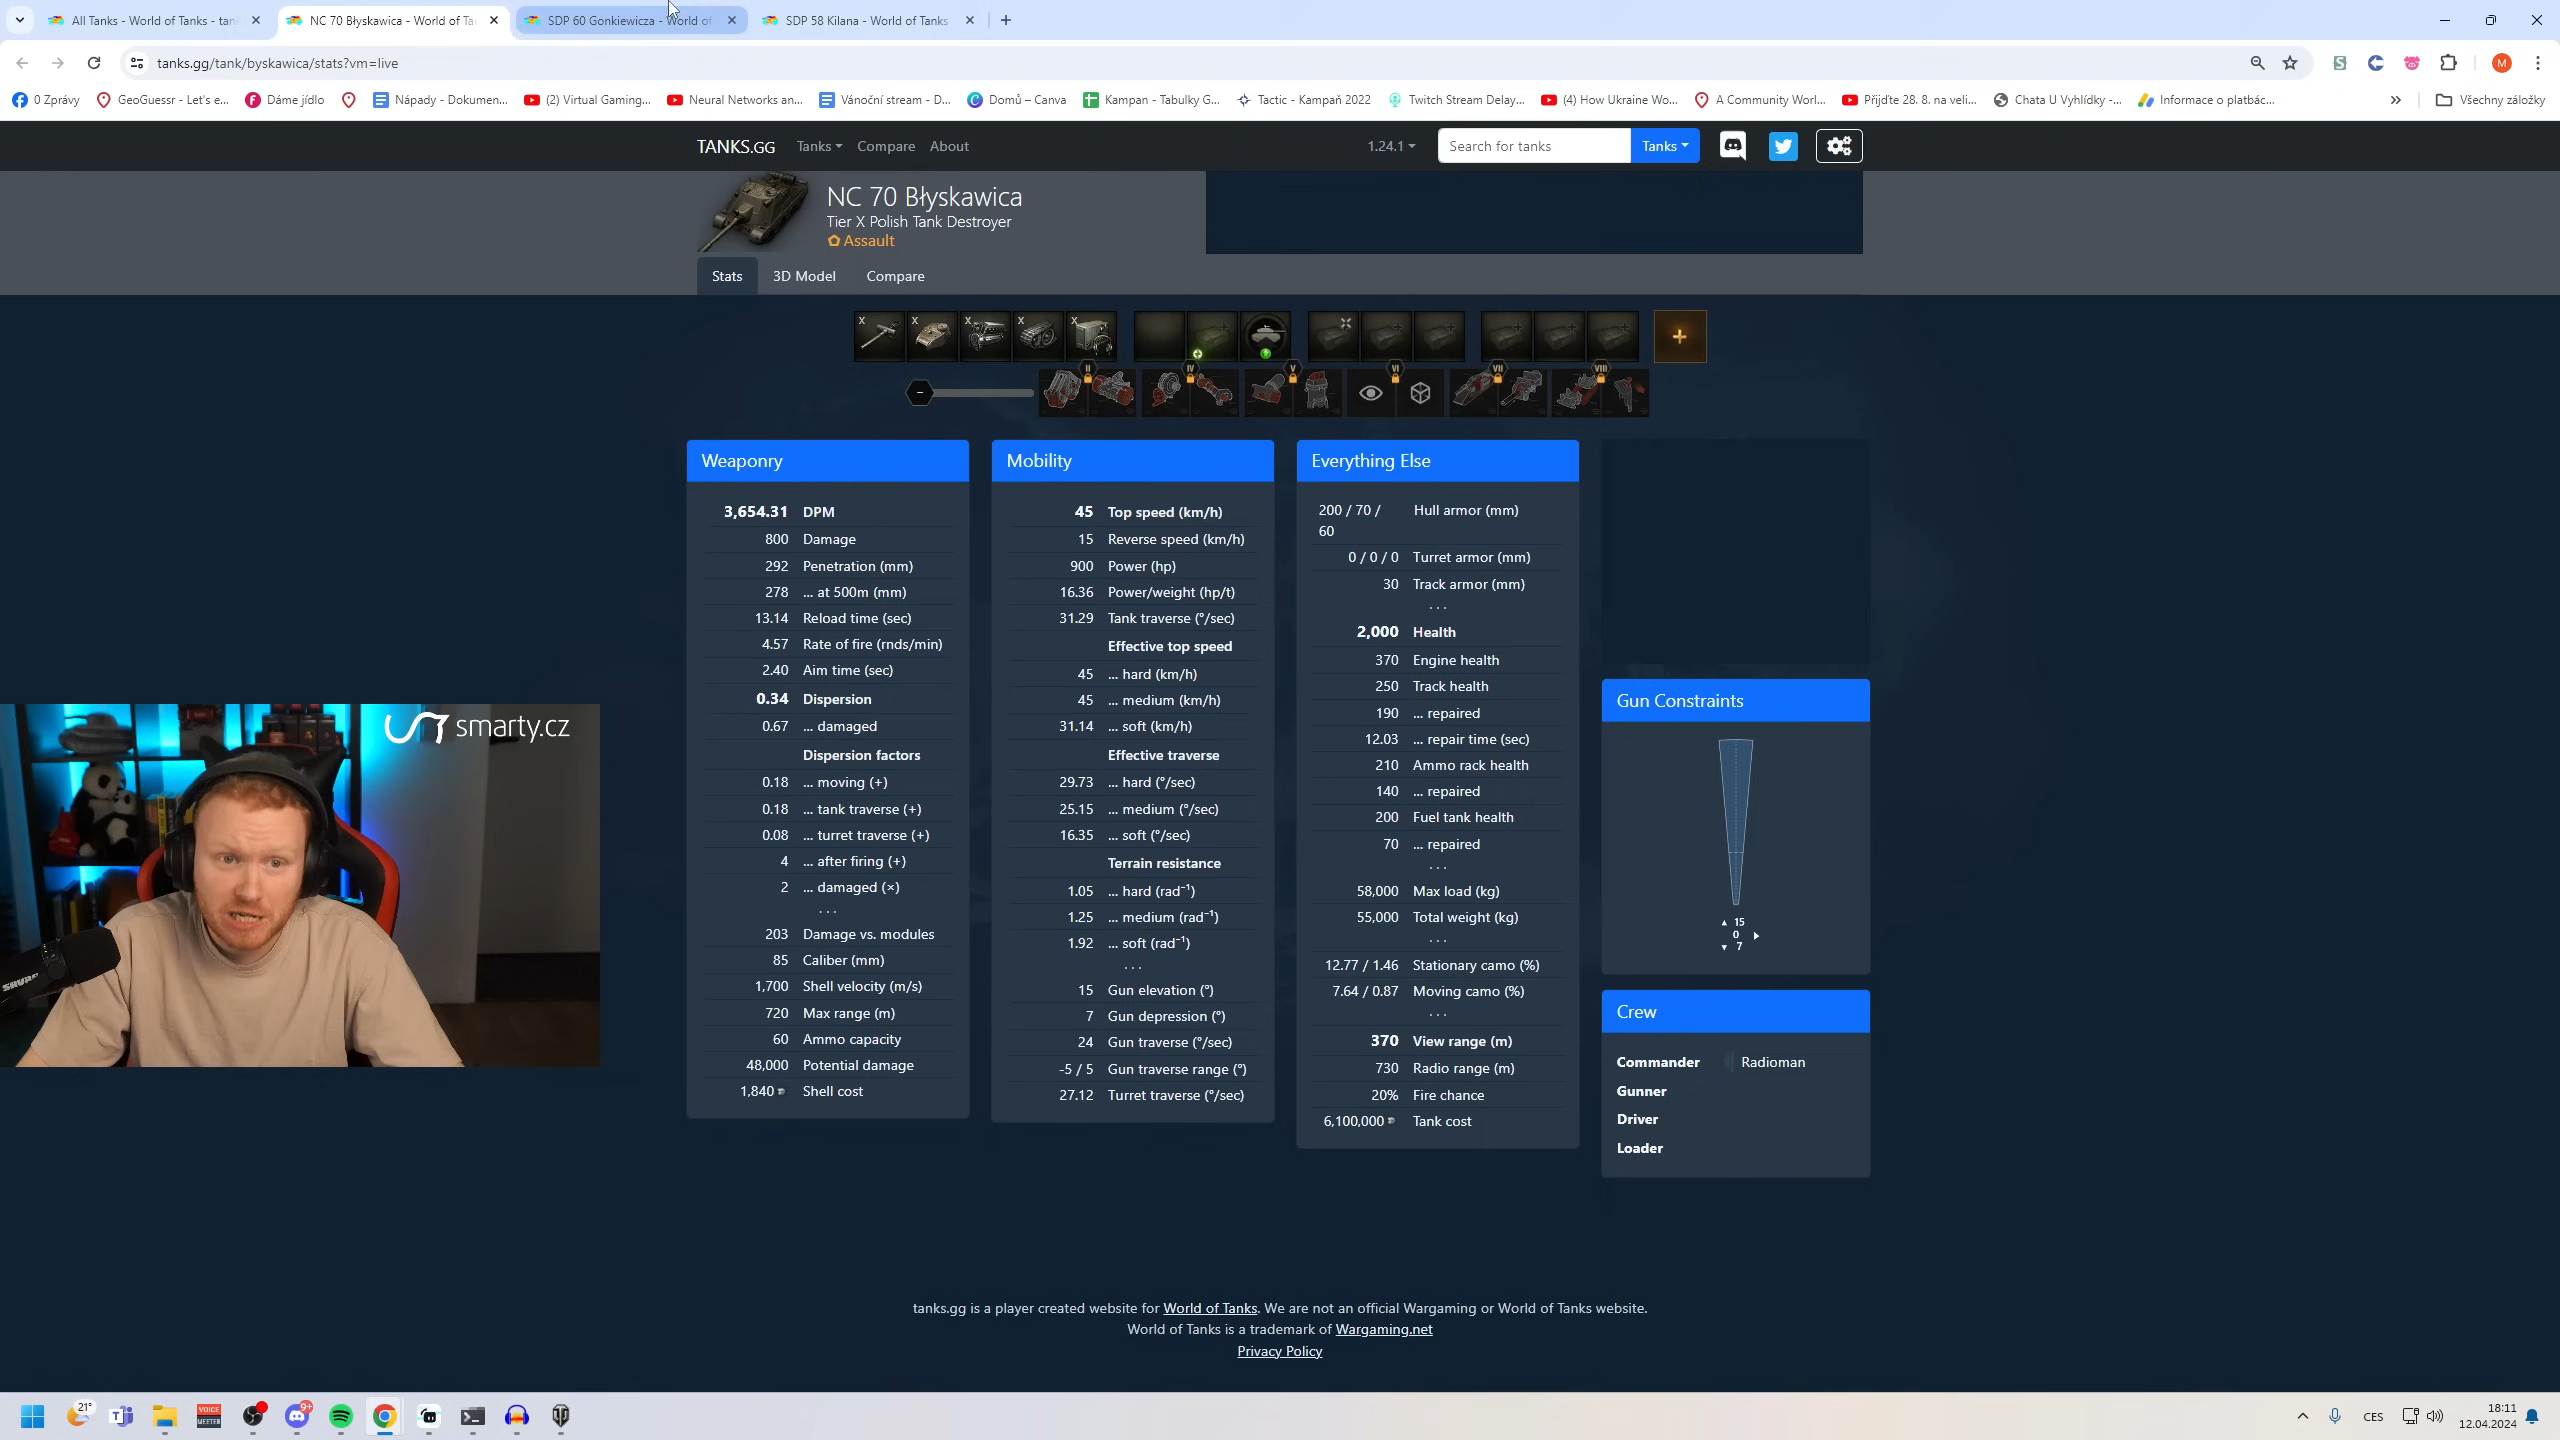 All Tanks - World of Tanks - tank
NC 70 Błyskawica - World of Ta
SDP 60 Gonkiewicza - World of
SDP 58 Kilana - World of Tanks
tanks.gg/tank/byskawica/stats?vm=live
M
0 Zprávy
GeoGuessr - Let's e...
Dáme jídlo
Nápady - Dokumen...
(2) Virtual Gaming...
Neural Networks an...
Vánoční stream - D...
Domů – Canva
Kampan - Tabulky G...
Tactic - Kampaň 2022
Twitch Stream Delay...
(4) How Ukraine Wo...
A Community Worl...
Přijďte 28. 8. na veli...
Chata U Vyhlídky -...
Informace o platbác...
Všechny záložky
TANKS.GG
Tanks
Compare
About
1.24.1
Search for tanks
Tanks
NC 70 Błyskawica
Tier X Polish Tank Destroyer
Assault
Stats
3D Model
Compare
X X X X X
II IV V VI VII VIII
Weaponry
3,654.31 DPM
800 Damage
292 Penetration (mm)
278 ... at 500m (mm)
13.14 Reload time (sec)
4.57 Rate of fire (rnds/min)
2.40 Aim time (sec)
0.34 Dispersion
0.67 ... damaged
Dispersion factors
0.18 ... moving (+)
0.18 ... tank traverse (+)
0.08 ... turret traverse (+)
4 ... after firing (+)
2 ... damaged (×)
...
203 Damage vs. modules
85 Caliber (mm)
1,700 Shell velocity (m/s)
720 Max range (m)
60 Ammo capacity
48,000 Potential damage
1,840 Shell cost
Mobility
45 Top speed (km/h)
15 Reverse speed (km/h)
900 Power (hp)
16.36 Power/weight (hp/t)
31.29 Tank traverse (°/sec)
Effective top speed
45 ... hard (km/h)
45 ... medium (km/h)
31.14 ... soft (km/h)
Effective traverse
29.73 ... hard (°/sec)
25.15 ... medium (°/sec)
16.35 ... soft (°/sec)
Terrain resistance
1.05 ... hard (rad⁻¹)
1.25 ... medium (rad⁻¹)
1.92 ... soft (rad⁻¹)
...
15 Gun elevation (°)
7 Gun depression (°)
24 Gun traverse (°/sec)
-5 / 5 Gun traverse range (°)
27.12 Turret traverse (°/sec)
Everything Else
200 / 70 / 60 Hull armor (mm)
0 / 0 / 0 Turret armor (mm)
30 Track armor (mm)
...
2,000 Health
370 Engine health
250 Track health
190 ... repaired
12.03 ... repair time (sec)
210 Ammo rack health
140 ... repaired
200 Fuel tank health
70 ... repaired
...
58,000 Max load (kg)
55,000 Total weight (kg)
...
12.77 / 1.46 Stationary camo (%)
7.64 / 0.87 Moving camo (%)
...
370 View range (m)
730 Radio range (m)
20% Fire chance
6,100,000 Tank cost
Gun Constraints
15
0
7
Crew
Commander Radioman
Gunner
Driver
Loader
smarty.cz
tanks.gg is a player created website for World of Tanks. We are not an official Wargaming or World of Tanks website.
World of Tanks is a trademark of Wargaming.net
Privacy Policy
21°
VOICE
MEETER
9+
CES
18:11
12.04.2024